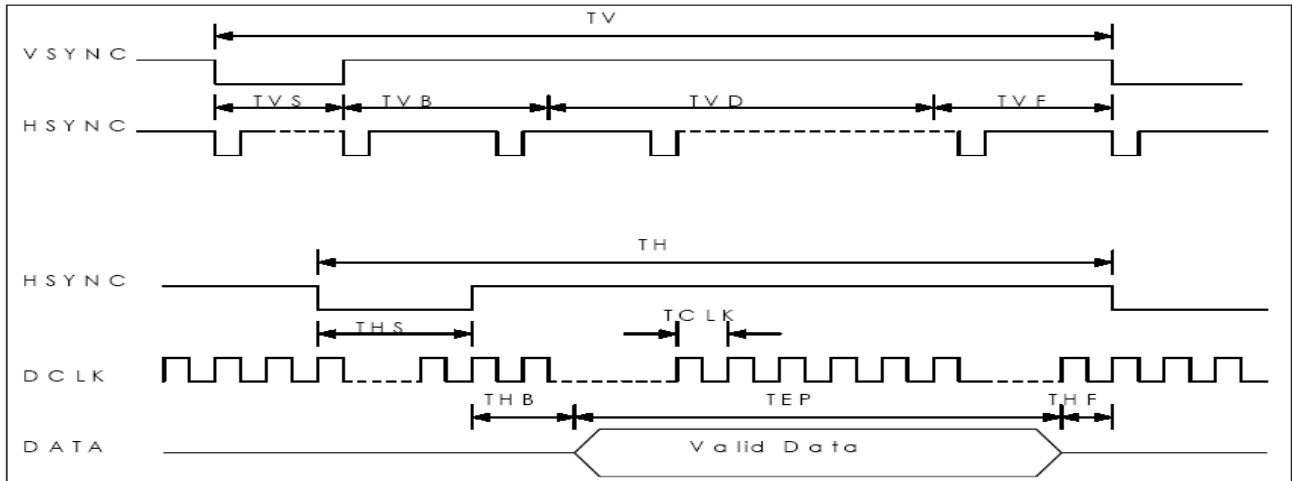 TV
VSYNC
TVS TVB TVD TVF
HSYNC
TH
HSYNC
TCLK
THS
DCLK
THB TEP THF
DATA Valid Data